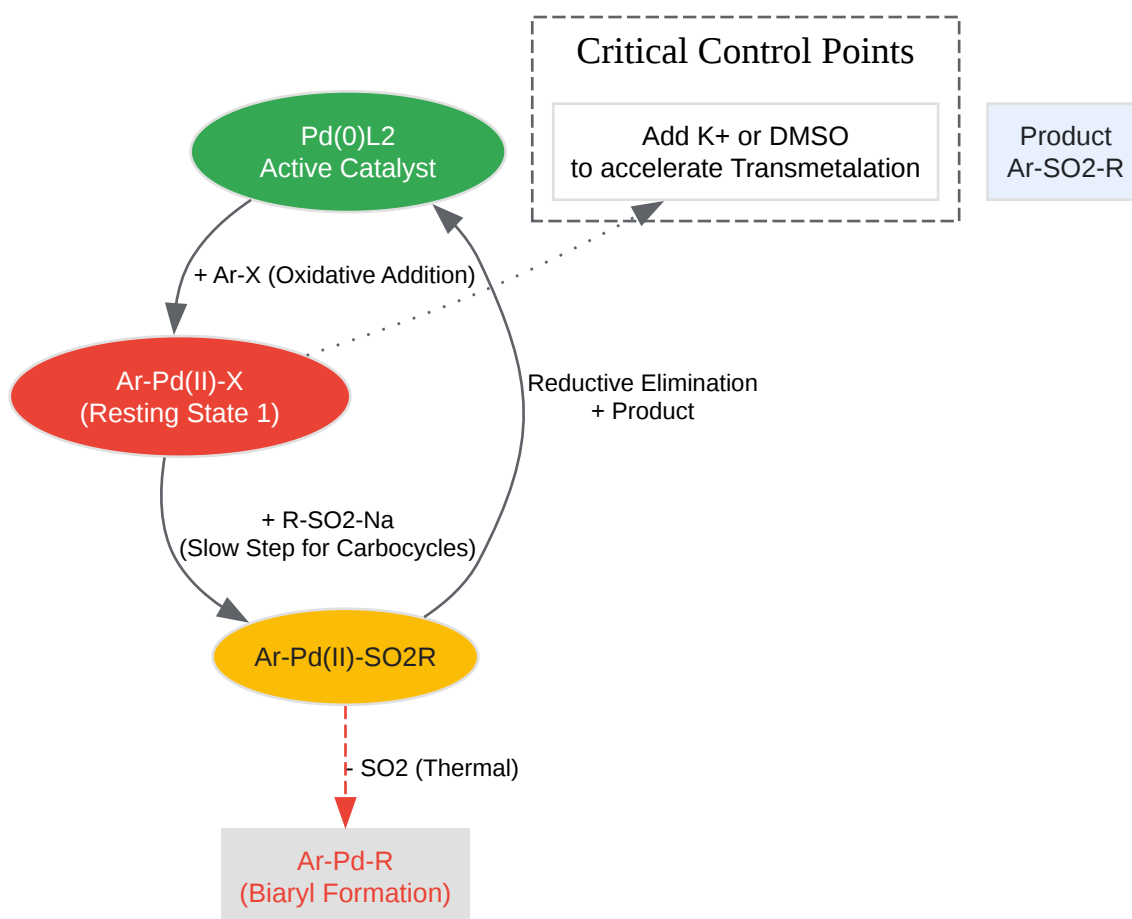 Critical Control Points
Pd(0)L2
Active Catalyst
Add K+ or DMSO
to accelerate Transmetalation
Product
Ar-SO2-R
+ Ar-X (Oxidative Addition)
Ar-Pd(II)-X
(Resting State 1)
Reductive Elimination
+ Product
+ R-SO2-Na
(Slow Step for Carbocycles)
Ar-Pd(II)-SO2R
- SO2 (Thermal)
Ar-Pd-R
(Biaryl Formation)